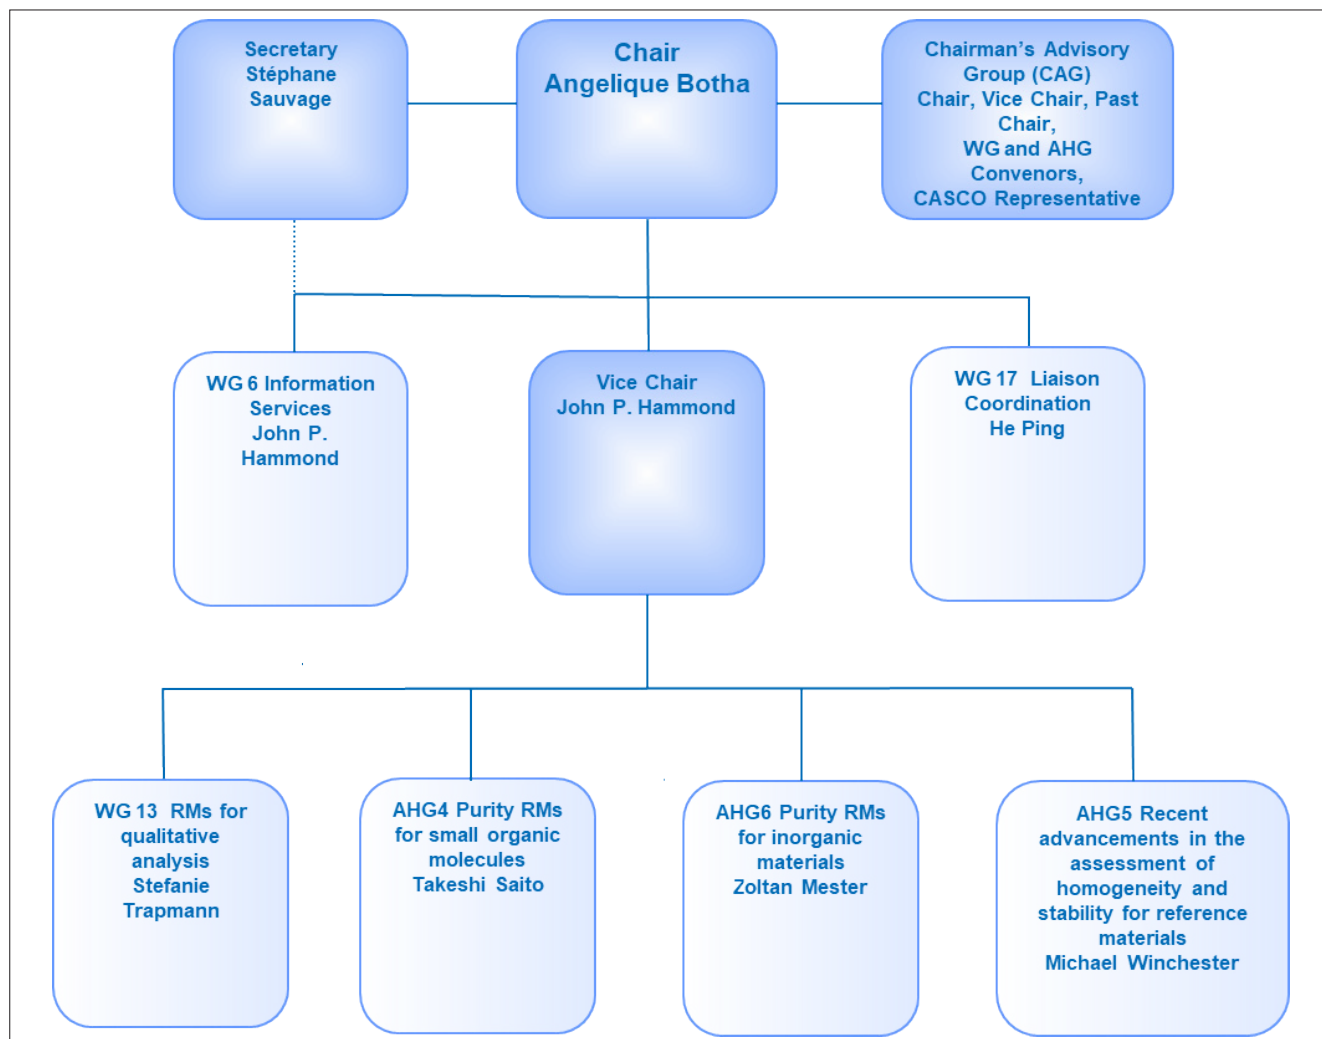 Secretary
Stéphane
Sauvage
Chair
Angelique Botha
Chairman's Advisory
Group (CAG)
Chair, Vice Chair, Past
Chair,
WG and AHG
Convenors,
CASCO Representative
WG 6 Information
Services
John P.
Hammond
Vice Chair
John P. Hammond
WG 17 Liaison
Coordination
He Ping
WG 13 RMs for
qualitative
analysis
Stefanie
Trapmann
AHG4 Purity RMs
for small organic
molecules
Takeshi Saito
AHG6 Purity RMs
for inorganic
materials
Zoltan Mester
AHG5 Recent
advancements in the
assessment of
homogeneity and
stability for reference
materials
Michael Winchester